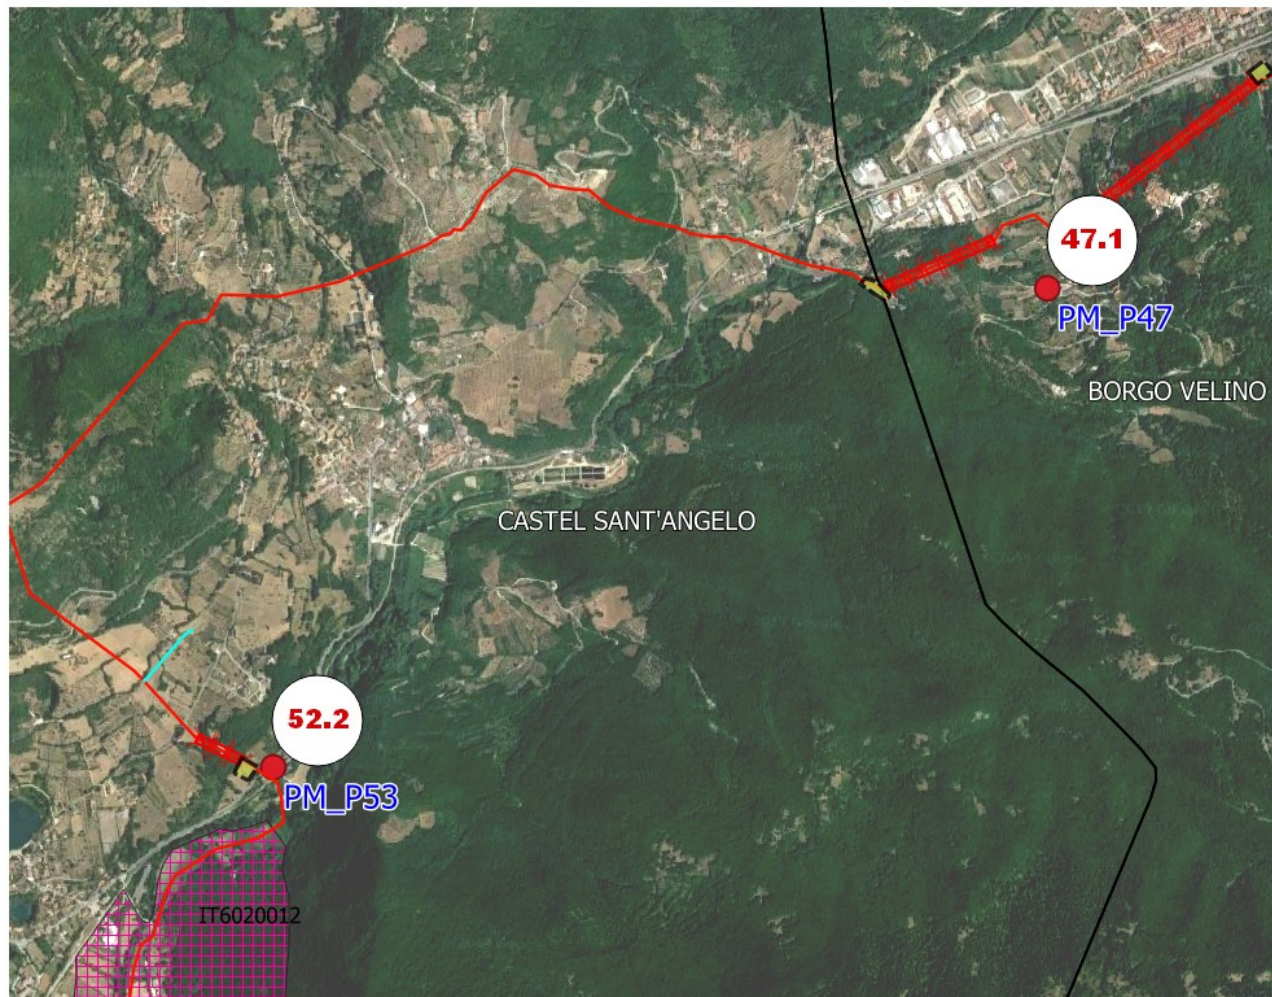 47.1
PM_P47
BORGO VELINO
CASTEL SANT'ANGELO
52.2
PM_P53
IT6020012